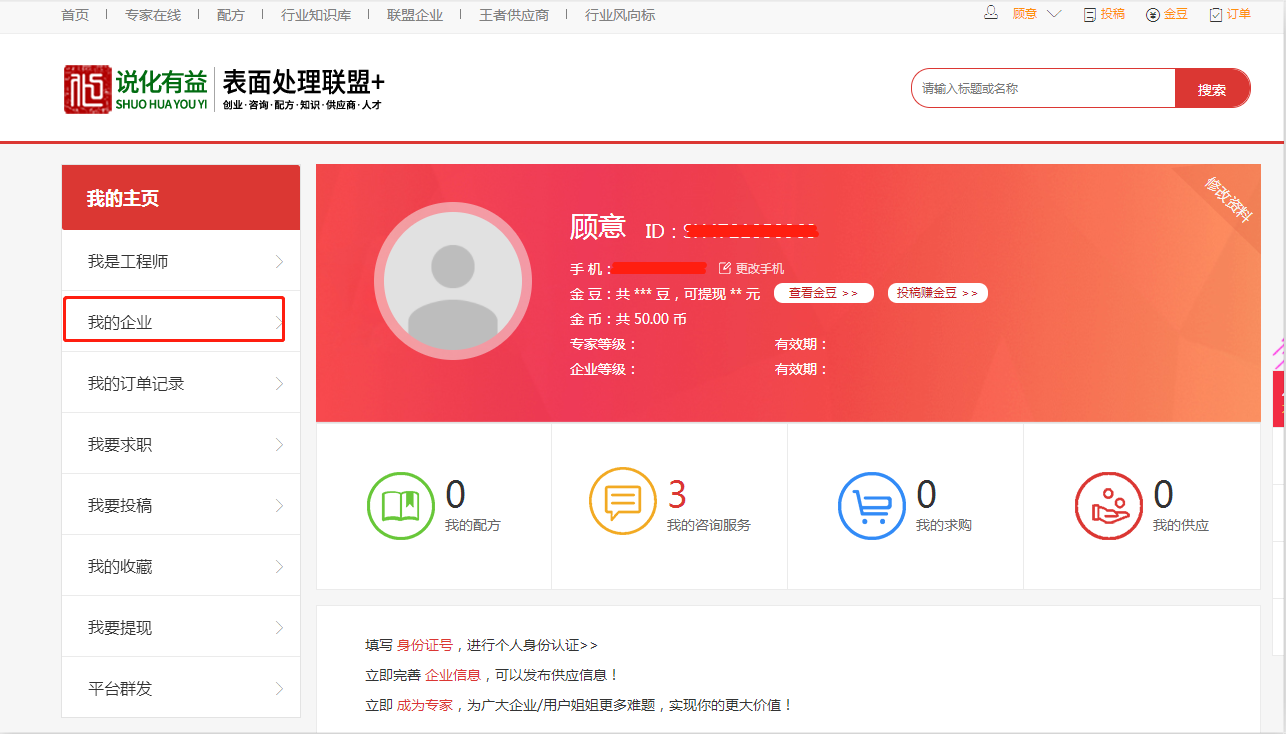 首页 专家在线 配方 行业知识库 联盟企业 王者供应商 行业风向标 顾意 投稿 金豆 订单
说化有益
SHUO HUA YOU YI
表面处理联盟+
创业·咨询·配方·知识·供应商·人才
请输入标题或名称
搜索
我的主页
我是工程师
我的企业
我的订单记录
我要求职
我要投稿
我的收藏
我要提现
平台群发
修改资料
顾意 ID：
手 机： 更改手机
金 豆：共 *** 豆，可提现 ** 元 查看金豆 >> 投稿赚金豆 >>
金 币：共 50.00 币
专家等级： 有效期：
企业等级： 有效期：
0
我的配方
3
我的咨询服务
0
我的求购
0
我的供应
填写 身份证号，进行个人身份认证>>
立即完善 企业信息，可以发布供应信息！
立即 成为专家，为广大企业/用户姐姐更多难题，实现你的更大价值！